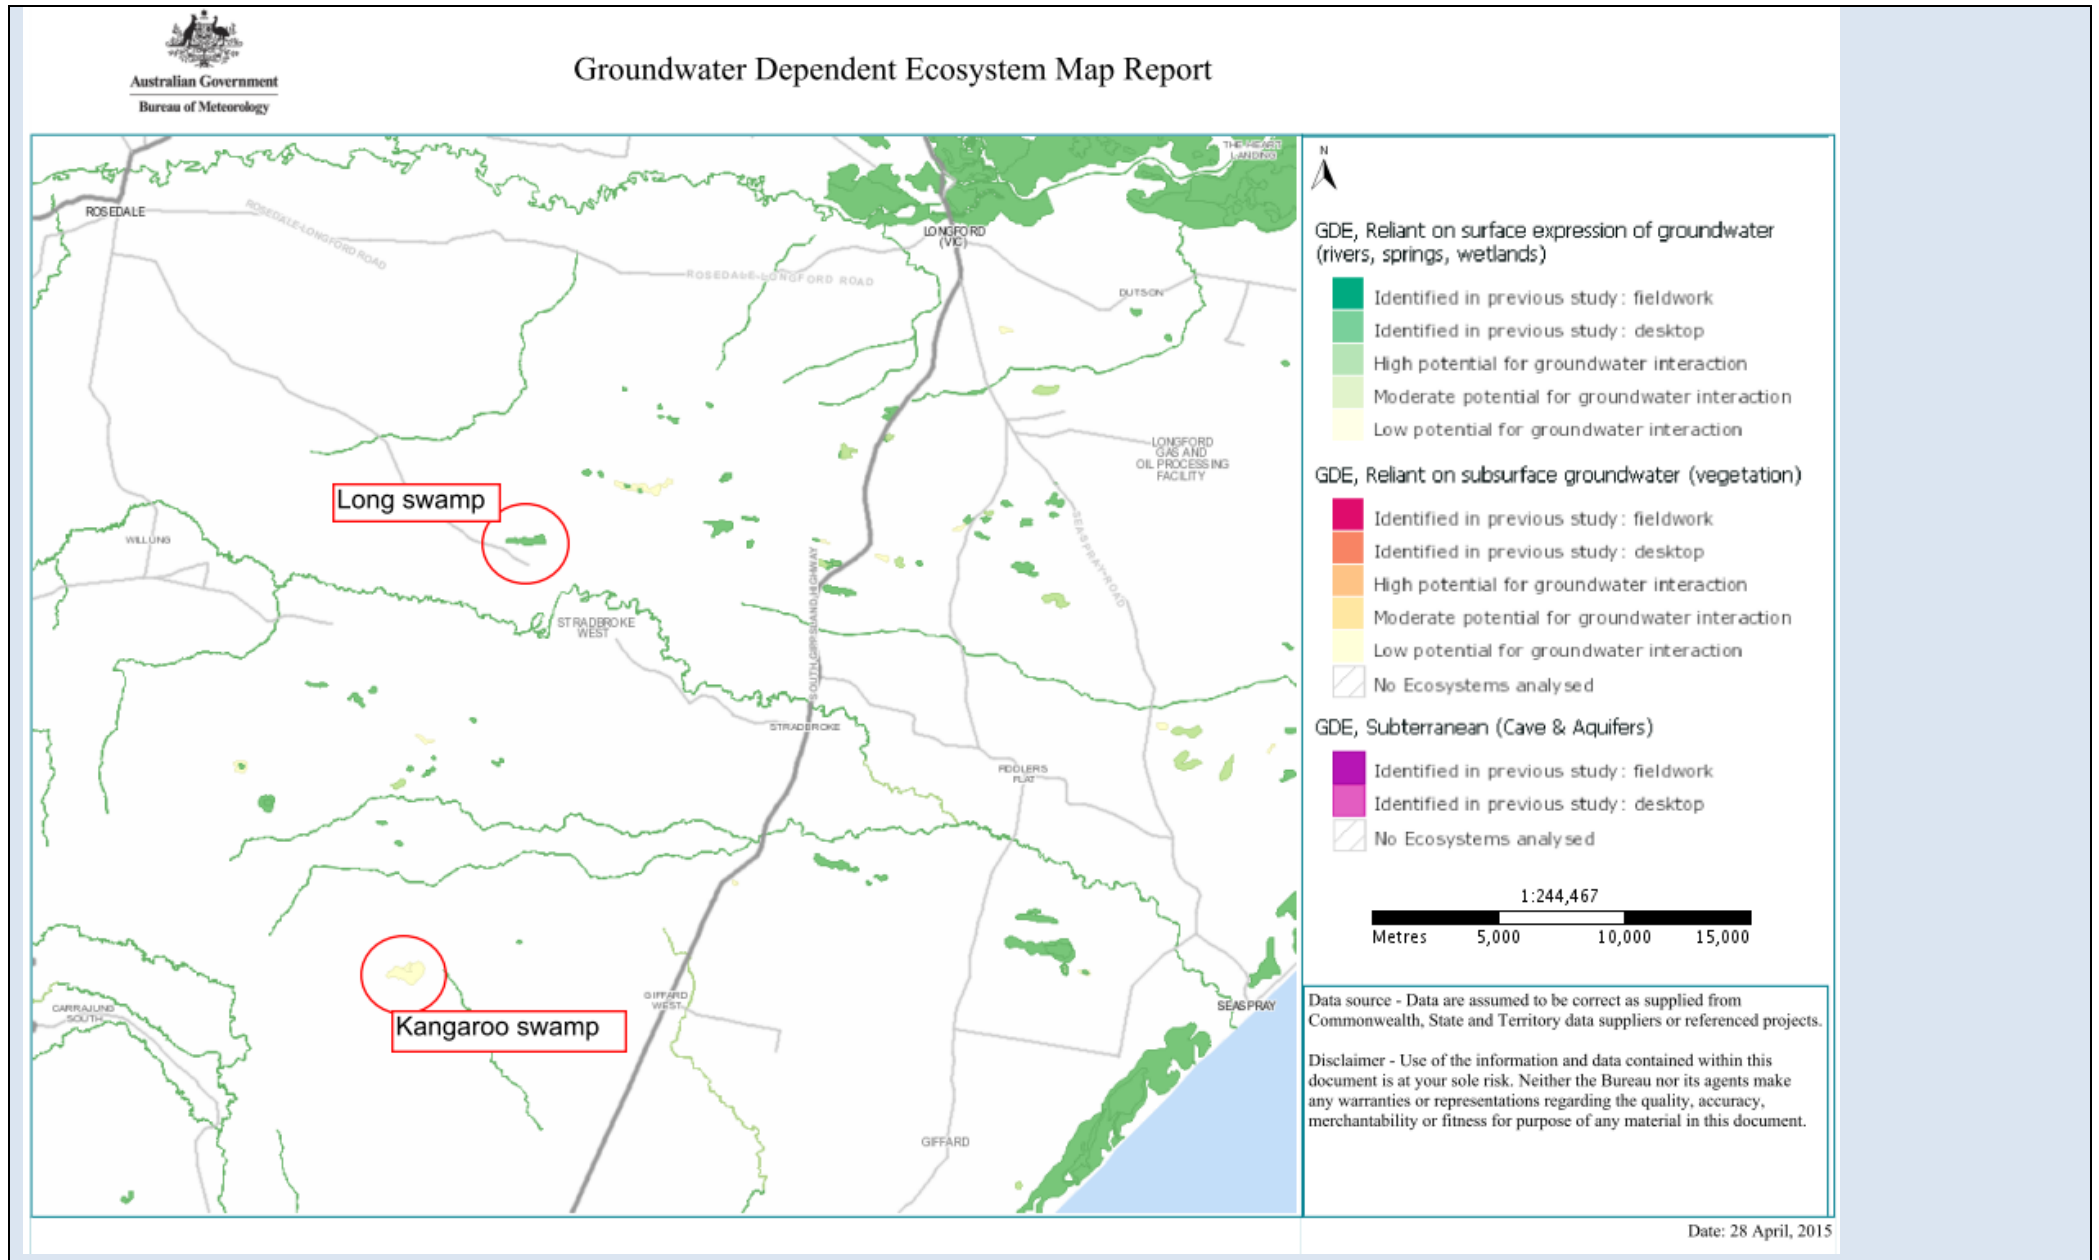 Australian Government
Bureau of Meteorology
Groundwater Dependent Ecosystem Map Report
THE HEART
LANDING
ROSEDALE
ROSEDALE-LONGFORD ROAD
LONGFORD
(VIC)
ROSEDALE-LONGFORD ROAD
DUTSON
LONGFORD
GAS AND
OIL PROCESSING
FACILITY
Long swamp
WILLUNG
SEASPRAY ROAD
STRADBROKE
WEST
SOUTH GIPPSLAND HIGHWAY
STRADBROKE
FIDDLERS
FLAT
CARRAJUNG
SOUTH
GIFFARD
WEST
SEASPRAY
Kangaroo swamp
GIFFARD
N
GDE, Reliant on surface expression of groundwater
(rivers, springs, wetlands)
Identified in previous study: fieldwork
Identified in previous study: desktop
High potential for groundwater interaction
Moderate potential for groundwater interaction
Low potential for groundwater interaction
GDE, Reliant on subsurface groundwater (vegetation)
Identified in previous study: fieldwork
Identified in previous study: desktop
High potential for groundwater interaction
Moderate potential for groundwater interaction
Low potential for groundwater interaction
No Ecosystems analysed
GDE, Subterranean (Cave & Aquifers)
Identified in previous study: fieldwork
Identified in previous study: desktop
No Ecosystems analysed
1:244,467
Metres 5,000 10,000 15,000
Data source - Data are assumed to be correct as supplied from
Commonwealth, State and Territory data suppliers or referenced projects.
Disclaimer - Use of the information and data contained within this
document is at your sole risk. Neither the Bureau nor its agents make
any warranties or representations regarding the quality, accuracy,
merchantability or fitness for purpose of any material in this document.
Date: 28 April, 2015